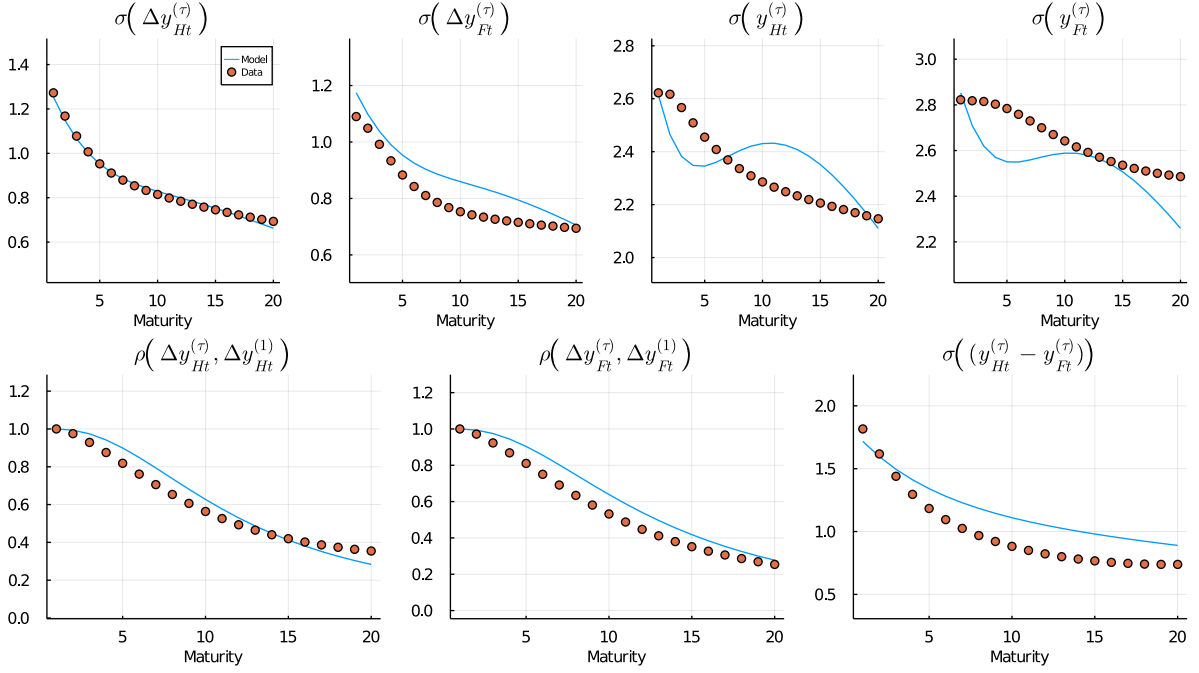 σ(Δy_{Ht}^{(τ)})
σ(Δy_{Ft}^{(τ)})
σ(y_{Ht}^{(τ)})
σ(y_{Ft}^{(τ)})
Model
Data
1.4
1.2
1.0
0.8
0.6
5 10 15 20
Maturity
1.2
1.0
0.8
0.6
5 10 15 20
Maturity
2.8
2.6
2.4
2.2
2.0
5 10 15 20
Maturity
3.0
2.8
2.6
2.4
2.2
5 10 15 20
Maturity
ρ(Δy_{Ht}^{(τ)}, Δy_{Ht}^{(1)})
ρ(Δy_{Ft}^{(τ)}, Δy_{Ft}^{(1)})
σ((y_{Ht}^{(τ)} − y_{Ft}^{(τ)}))
1.2
1.0
0.8
0.6
0.4
0.2
0.0
5 10 15 20
Maturity
1.2
1.0
0.8
0.6
0.4
0.2
0.0
5 10 15 20
Maturity
2.0
1.5
1.0
0.5
5 10 15 20
Maturity